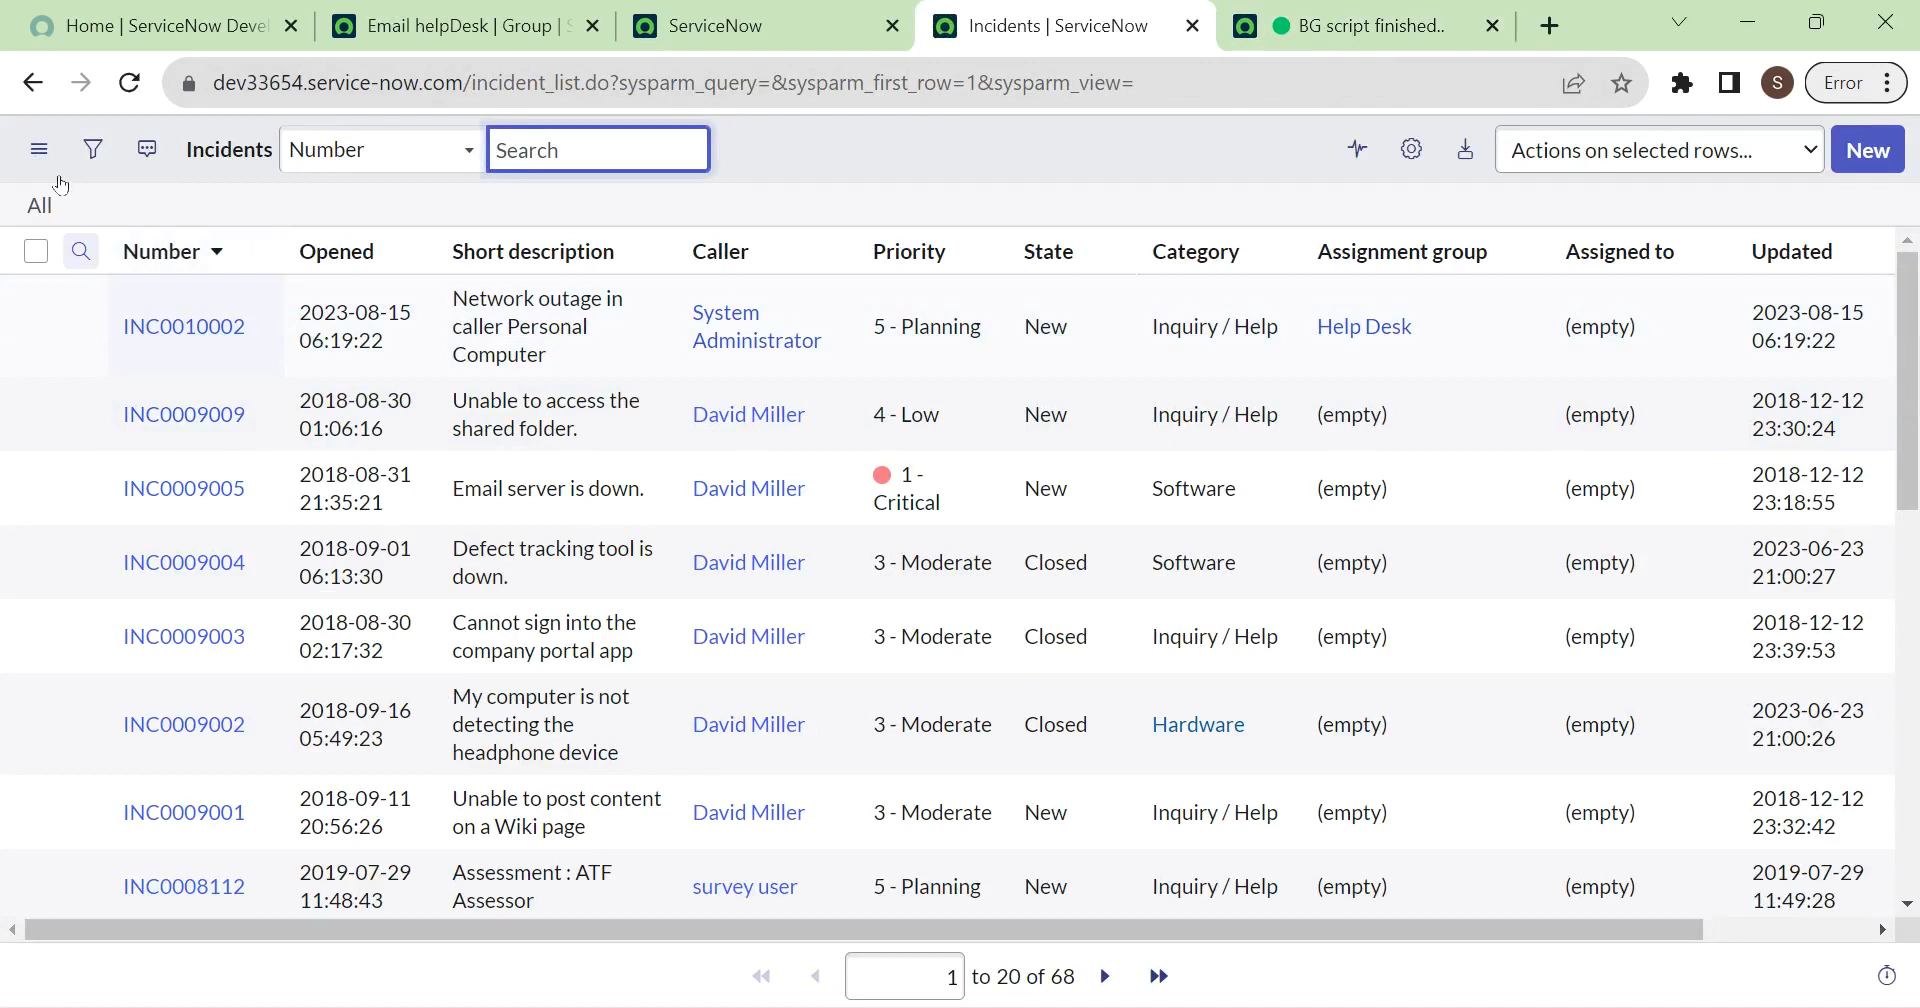 Home | ServiceNow Devel
Email helpDesk | Group | S
ServiceNow
Incidents | ServiceNow
BG script finished..
dev33654.service-now.com/incident_list.do?sysparm_query=&sysparm_first_row=1&sysparm_view=
S
Error
Incidents
Number
Search
Actions on selected rows...
New
All
Number Opened Short description Caller Priority State Category Assignment group Assigned to Updated
INC0010002
2023-08-15
06:19:22
Network outage in
caller Personal
Computer
System
Administrator
5 - Planning
New
Inquiry / Help
Help Desk
(empty)
2023-08-15
06:19:22
INC0009009
2018-08-30
01:06:16
Unable to access the
shared folder.
David Miller
4 - Low
New
Inquiry / Help
(empty)
(empty)
2018-12-12
23:30:24
INC0009005
2018-08-31
21:35:21
Email server is down.
David Miller
1 -
Critical
New
Software
(empty)
(empty)
2018-12-12
23:18:55
INC0009004
2018-09-01
06:13:30
Defect tracking tool is
down.
David Miller
3 - Moderate
Closed
Software
(empty)
(empty)
2023-06-23
21:00:27
INC0009003
2018-08-30
02:17:32
Cannot sign into the
company portal app
David Miller
3 - Moderate
Closed
Inquiry / Help
(empty)
(empty)
2018-12-12
23:39:53
INC0009002
2018-09-16
05:49:23
My computer is not
detecting the
headphone device
David Miller
3 - Moderate
Closed
Hardware
(empty)
(empty)
2023-06-23
21:00:26
INC0009001
2018-09-11
20:56:26
Unable to post content
on a Wiki page
David Miller
3 - Moderate
New
Inquiry / Help
(empty)
(empty)
2018-12-12
23:32:42
INC0008112
2019-07-29
11:48:43
Assessment : ATF
Assessor
survey user
5 - Planning
New
Inquiry / Help
(empty)
(empty)
2019-07-29
11:49:28
1 to 20 of 68